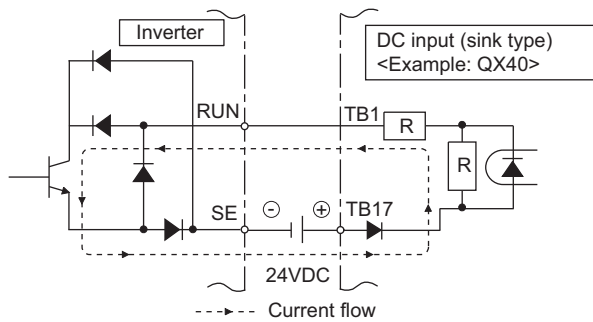 Inverter
DC input (sink type)
<Example: QX40>
RUN
TB1
R
R
SE
TB17
24VDC
Current flow